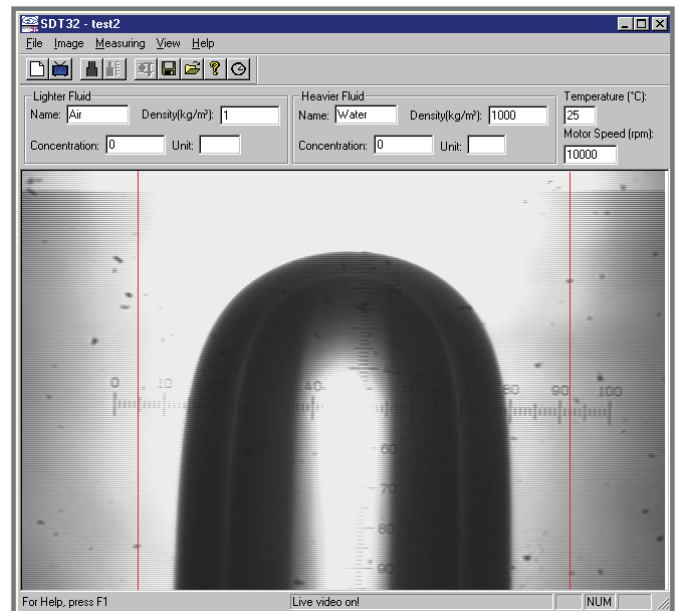 SDT32 - test2
File Image Measuring View Help
Lighter Fluid
Name: Air Density(kg/m³): 1
Concentration: 0 Unit:
Heavier Fluid
Name: Water Density(kg/m³): 1000
Concentration: 0 Unit:
Temperature (°C):
25
Motor Speed (rpm):
10000
0 10 40 80 90 100
40
60
70
80
90
For Help, press F1 Live video on! NUM